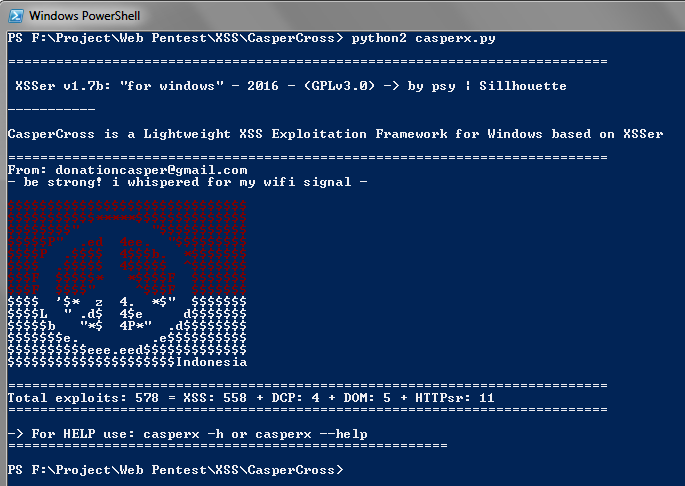 Windows PowerShell
PS F:\Project\Web Pentest\XSS\CasperCross> python2 casperx.py
===========================================================================
XSSer v1.7b: "for windows" - 2016 - (GPLv3.0) -> by psy | Sillhouette
-----------
CasperCross is a Lightweight XSS Exploitation Framework for Windows based on XSSer
===========================================================================
From: donationcasper@gmail.com
- be strong! i whispered for my wifi signal -
$$$$  '$*  z  4.  *$"  $$$$$$$
$$$$L  " .d$  4$e     d$$$$$$$
$$$$$b.  "*$  4P*"  .d$$$$$$$$
$$$$$$$e.         .e$$$$$$$$$$
$$$$$$$$$$eee.eed$$$$$$$$$$$$$
$$$$$$$$$$$$$$$$$$$$$Indonesia
===========================================================================
Total exploits: 578 = XSS: 558 + DCP: 4 + DOM: 5 + HTTPsr: 11
===========================================================================
-> For HELP use: casperx -h or casperx --help
=======================================================
PS F:\Project\Web Pentest\XSS\CasperCross>